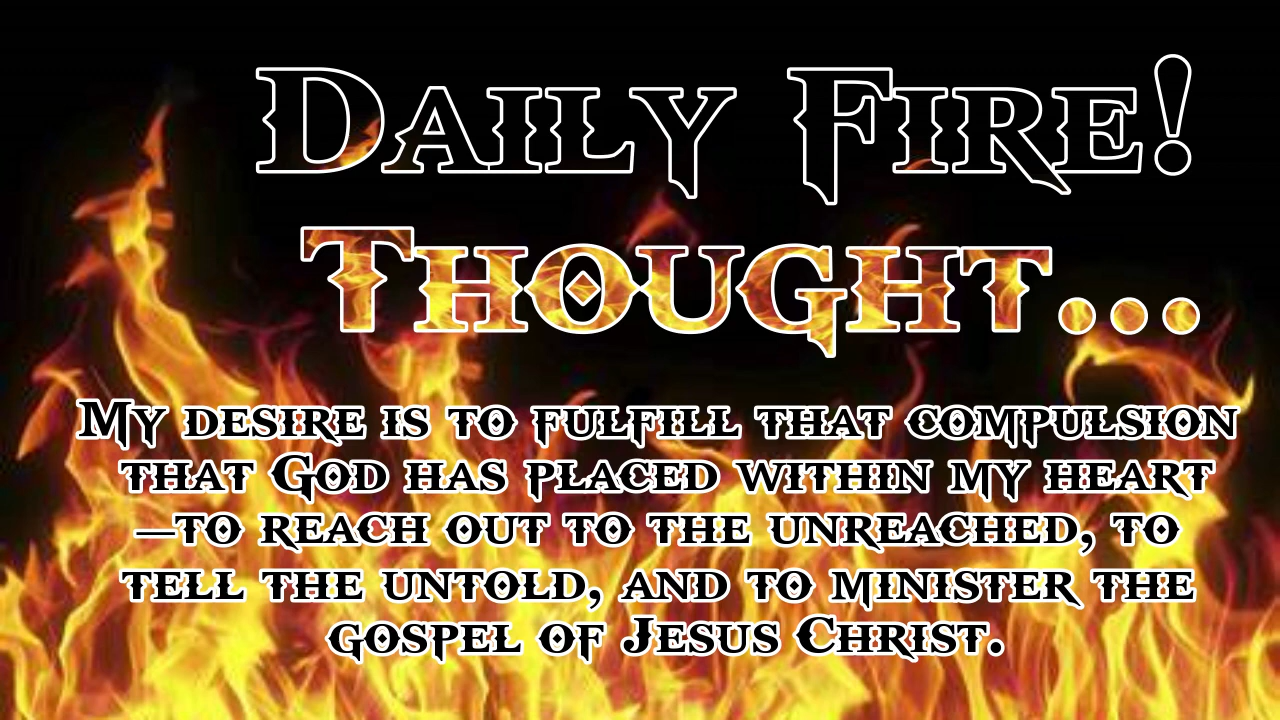 Daily Fire!
Thought...
My desire is to fulfill that compulsion
that God has placed within my heart
—to reach out to the unreached, to
tell the untold, and to minister the
gospel of Jesus Christ.